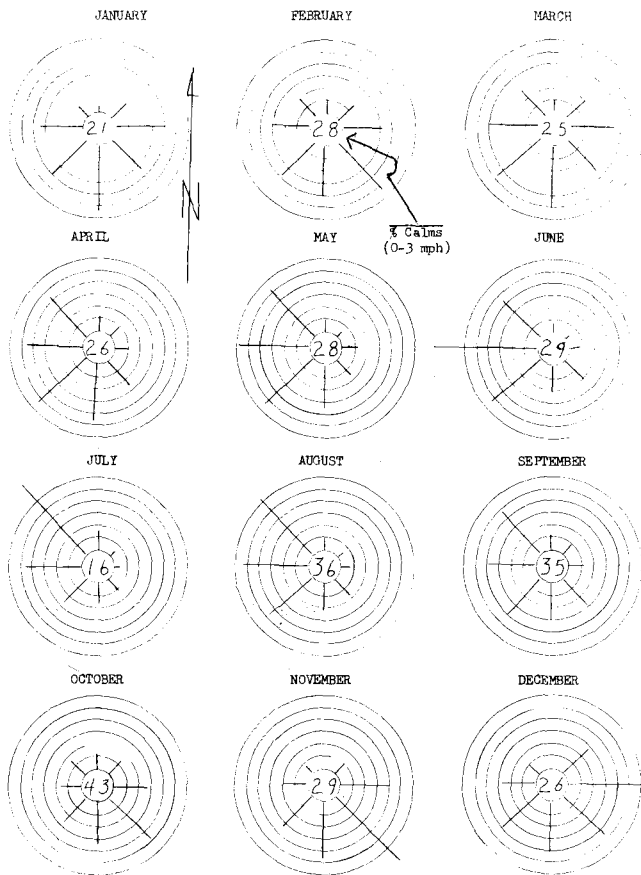 JANUARY FEBRUARY MARCH
21 28 25
N
% Calms
(0-3 mph)
APRIL MAY JUNE
26 28 29
JULY AUGUST SEPTEMBER
16 36 35
OCTOBER NOVEMBER DECEMBER
43 29 26